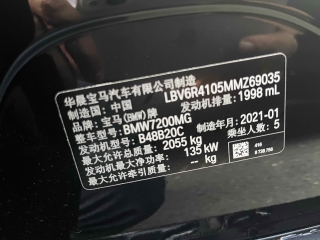 华晨宝马汽车有限公司制造
制造国：中国 LBV6R4105MMZ69035
品牌：宝马(BMW)牌 发动机排量：1998 mL
整车型号：BMW7200MG
发动机型号：B48B20C 制造年月：2021-01
最大允许总质量：2055 kg 乘坐人数：5
发动机最大净功率：135 kW
最大允许牵引质量：-- kg